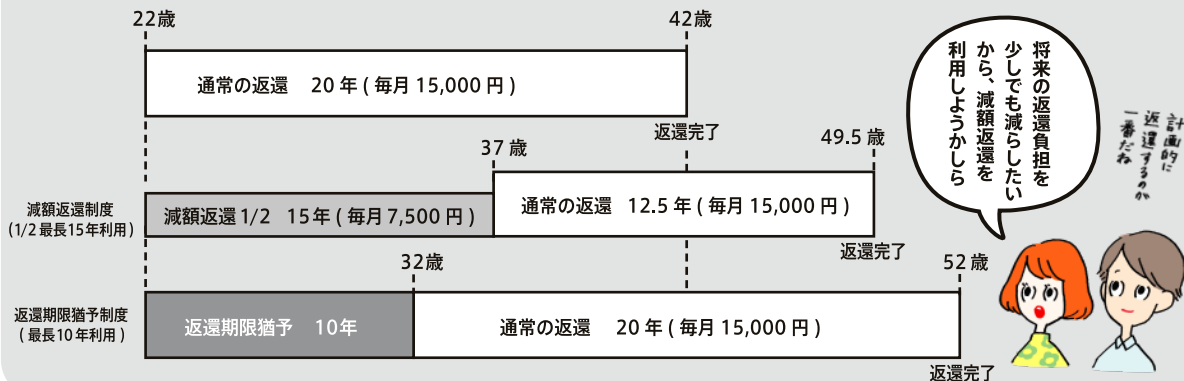 22歳
42歳
通常の返還 20年(毎月15,000円)
返還完了
37歳
49.5歳
減額返還制度
(1/2最長15年利用)
減額返還1/2 15年(毎月7,500円)
通常の返還 12.5年(毎月15,000円)
返還完了
32歳
52歳
返還期限猶予制度
(最長10年利用)
返還期限猶予 10年
通常の返還 20年(毎月15,000円)
返還完了
将来の返還負担を
少しでも減らしたい
から、減額返還を
利用しようかしら
計画的に
返還するのが
一番だね